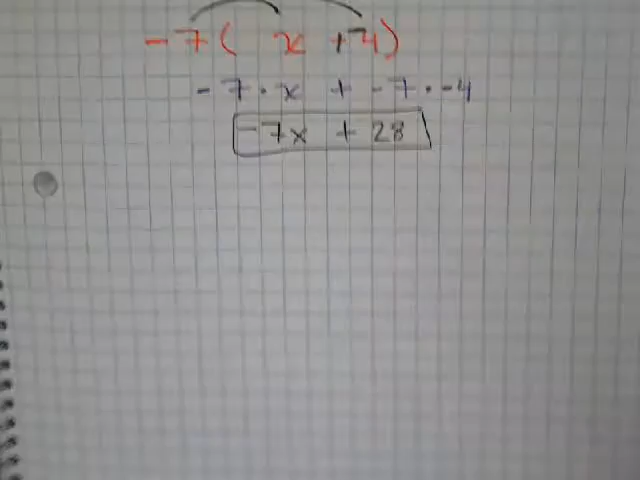 -7( x +-4)
-7·x + -7·-4
-7x + 28